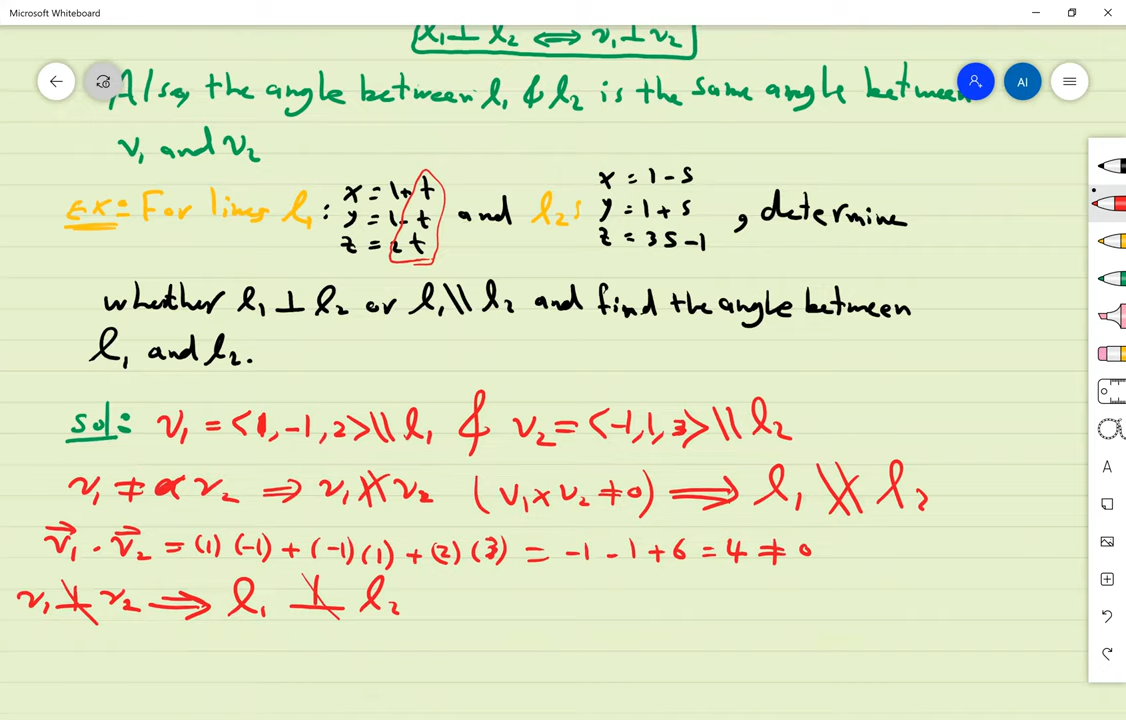 Microsoft Whiteboard
l₁ ⊥ l₂ ⟺ v₁ ⊥ v₂
Also, the angle between l₁ & l₂ is the same angle between
v₁ and v₂
AI
Ex: For lines l₁: x = 1 + t and l₂: x = 1 - s , determine
y = 1 - t y = 1 + s
z = 2t z = 3s - 1
whether l₁ ⊥ l₂ or l₁ \\ l₂ and find the angle between
l₁ and l₂.
sol: v₁ = <1, -1, 2> \\ l₁ & v₂ = <-1, 1, 3> \\ l₂
v₁ ≠ α v₂ ⟹ v₁ ∦ v₂ (v₁ × v₂ ≠ 0) ⟹ l₁ ∦ l₂
v⃗₁ · v⃗₂ = (1)(-1) + (-1)(1) + (2)(3) = -1 - 1 + 6 = 4 ≠ 0
v₁ ⊥̸ v₂ ⟹ l₁ ⊥̸ l₂
A